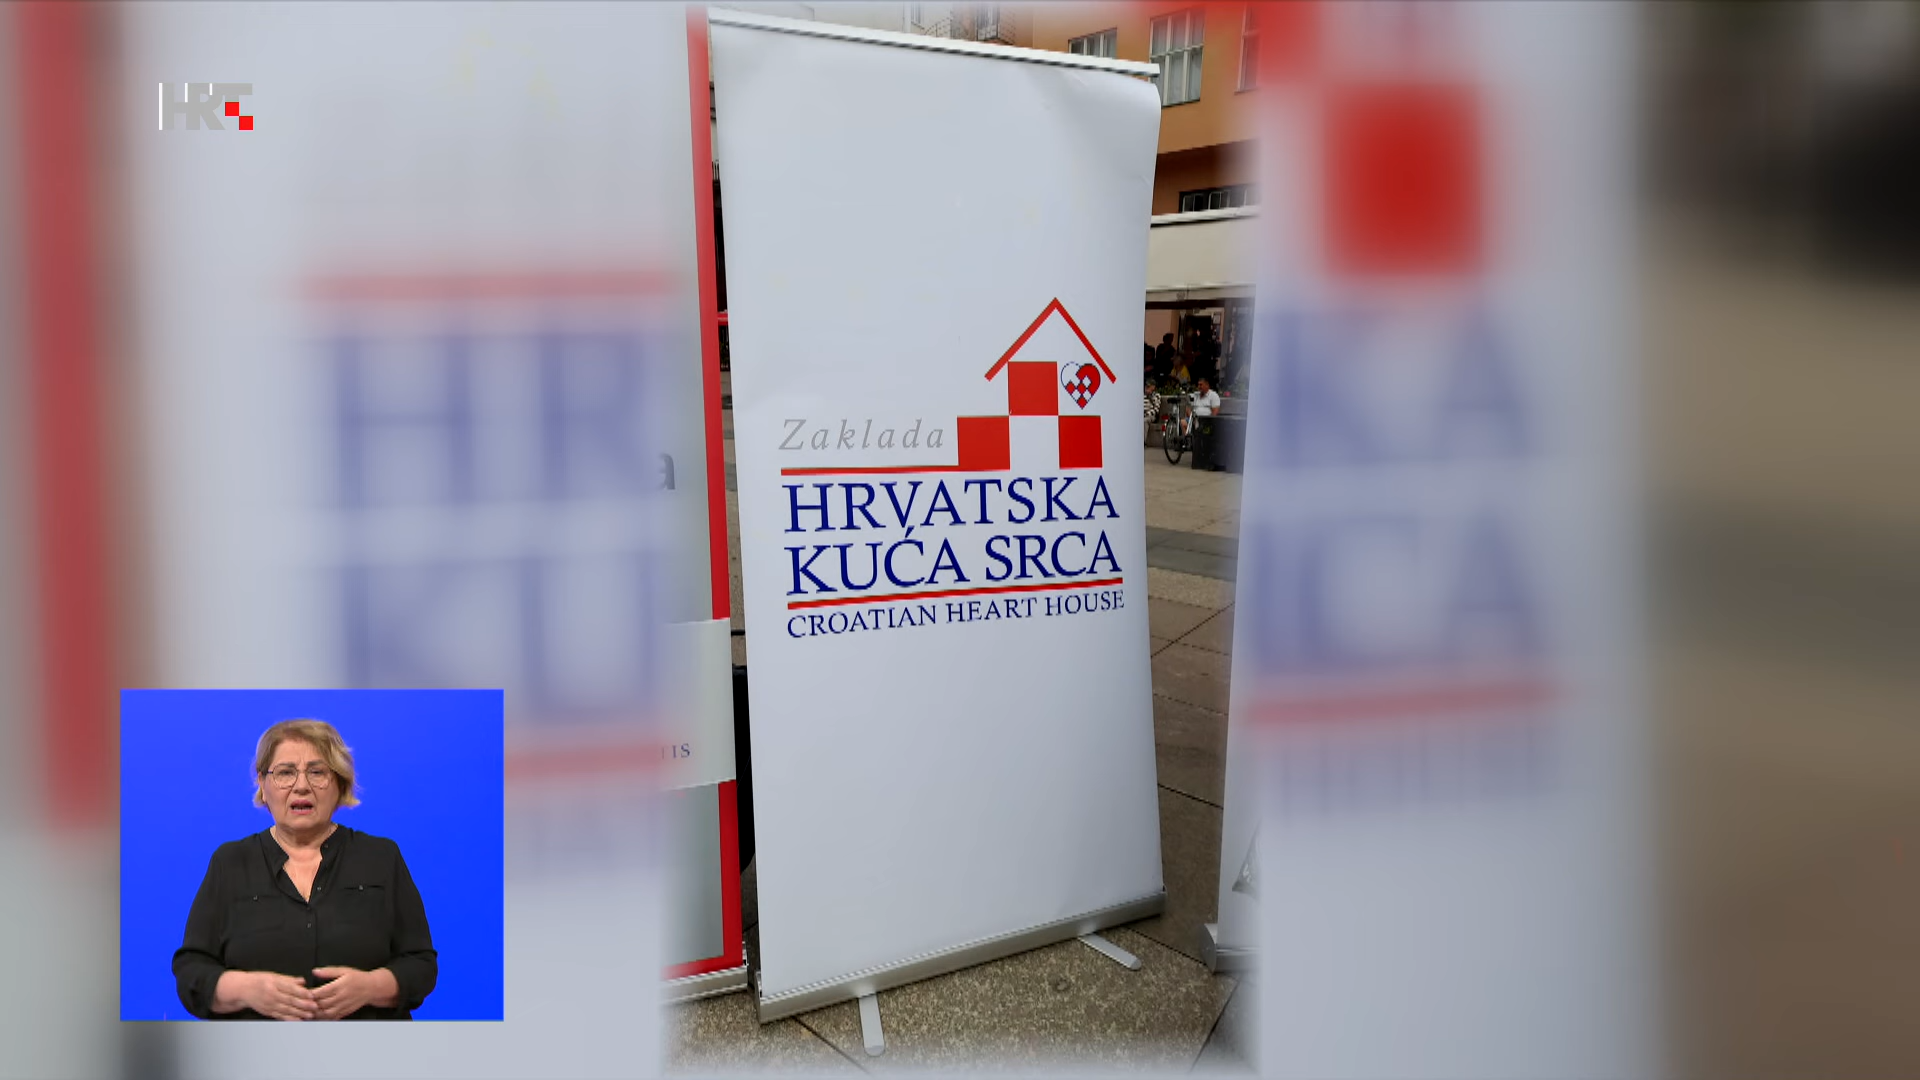 HRT
Zaklada
HRVATSKA
KUĆA SRCA
CROATIAN HEART HOUSE